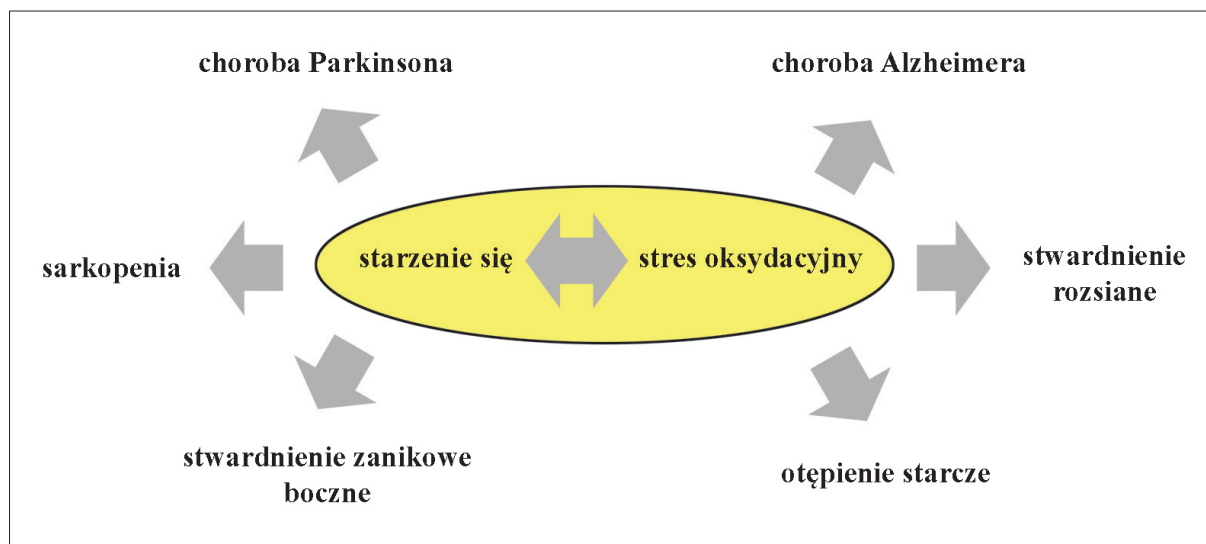 choroba Parkinsona
choroba Alzheimera
starzenie się
stres oksydacyjny
sarkopenia
stwardnienie
rozsiane
stwardnienie zanikowe
boczne
otępienie starcze